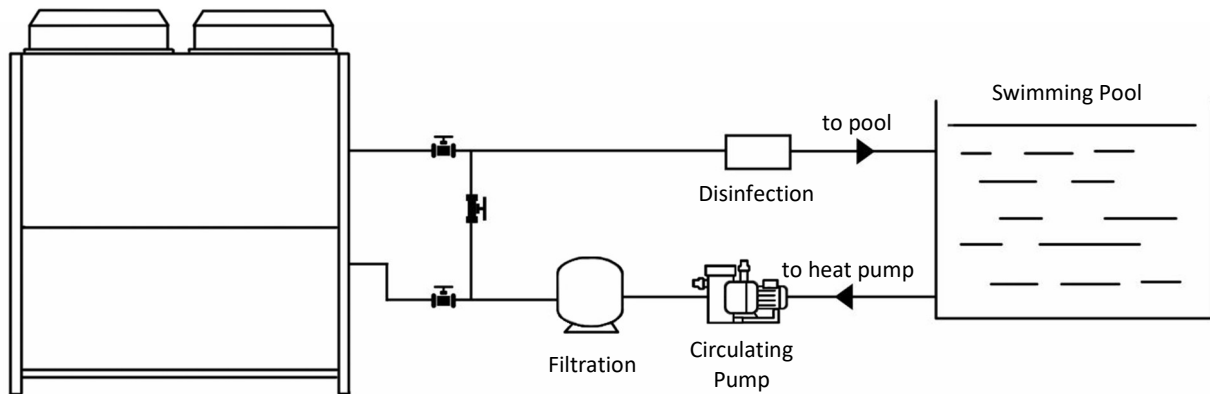 Swimming Pool
to pool
Disinfection
to heat pump
Filtration
Circulating
Pump